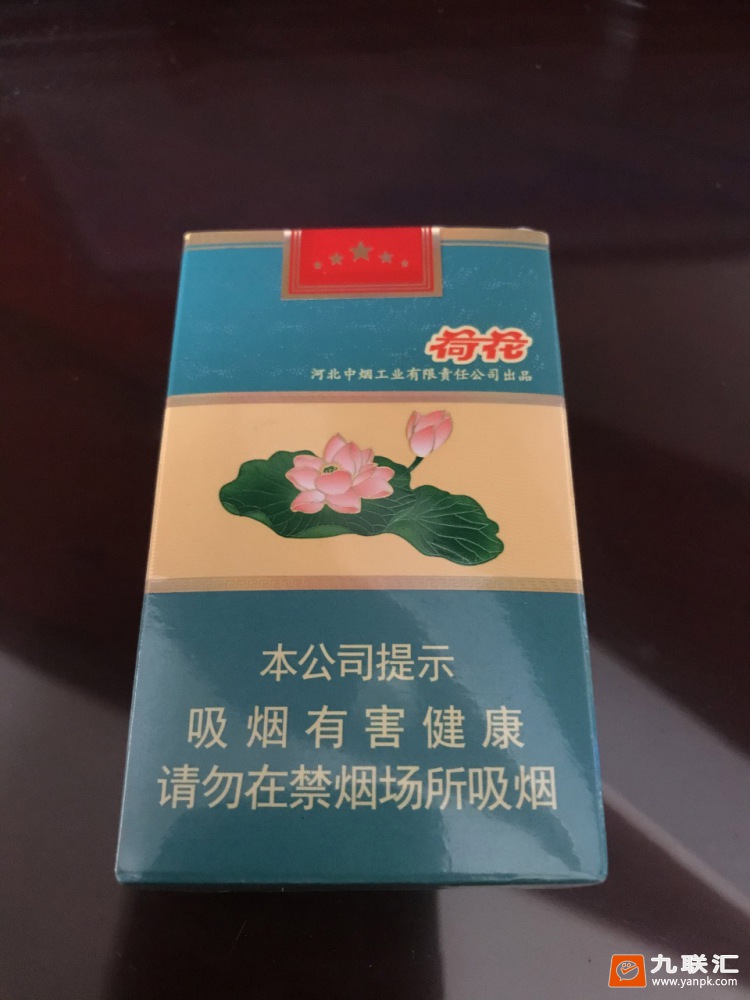 荷花
河北中烟工业有限責任公司出品
本公司提示
吸烟有害健康
请勿在禁烟场所吸烟
九联汇
www.yanpk.com